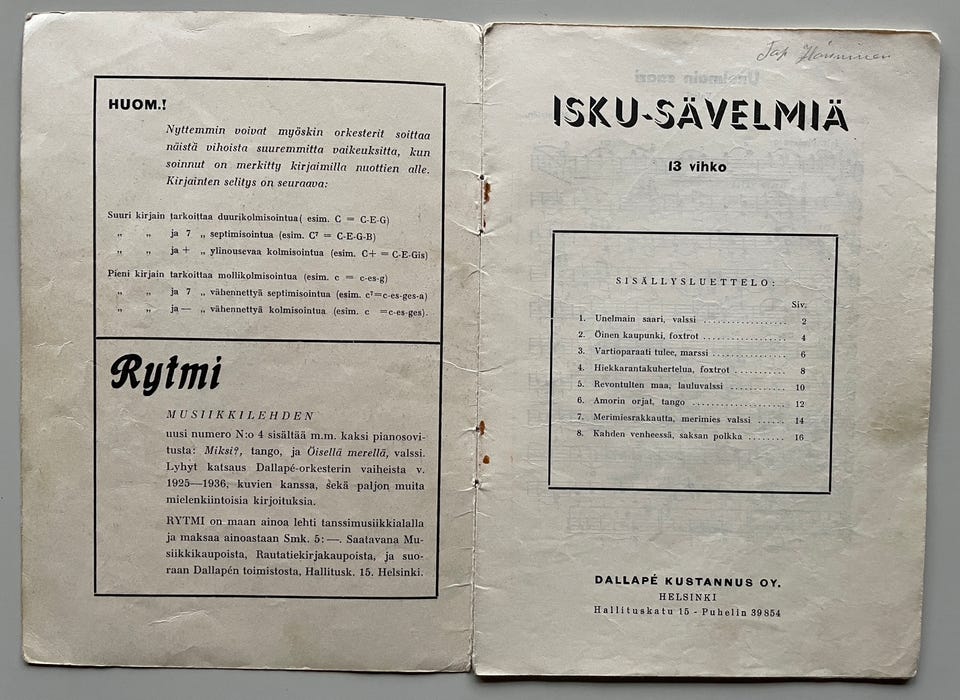 HUOM.!
Nyttemmin voivat myöskin orkesterit soittaa
näistä vihoista suuremmitta vaikeuksitta, kun
soinnut on merkitty kirjaimilla nuottien alle.
Kirjainten selitys on seuraava:
Suuri kirjain tarkoittaa duurikolmisointua( esim. C = C-E-G)
„ „ ja 7 „ septimisointua (esim. C⁷ = C-E-G-B)
„ „ ja + „ ylinousevaa kolmisointua (esim. C+ = C-E-Gis)
Pieni kirjain tarkoittaa mollikolmisointua (esim. c = c-es-g)
„ „ ja 7 „ vähennettyä septimisointua (esim. c⁷=c-es-ges-a)
„ „ ja — „ vähennettyä kolmisointua (esim. c =c-es-ges).
Rytmi
MUSIIKKILEHDEN
uusi numero N:o 4 sisältää m.m. kaksi pianosovi-
tusta: Miksi?, tango, ja Öisellä merellä, valssi.
Lyhyt katsaus Dallapé-orkesterin vaiheista v.
1925—1936, kuvien kanssa, sekä paljon muita
mielenkiintoisia kirjoituksia.
RYTMI on maan ainoa lehti tanssimusiikkialalla
ja maksaa ainoastaan Smk. 5: —. Saatavana Mu-
siikkikaupoista, Rautatiekirjakaupoista, ja suo-
raan Dallapén toimistosta, Hallitusk. 15. Helsinki.
ISKU-SÄVELMIÄ
13 vihko
SISÄLLYSLUETTELO:
Siv.
1. Unelmain saari, valssi .................. 2
2. Öinen kaupunki, foxtrot .................. 4
3. Vartioparaati tulee, marssi ................ 6
4. Hiekkarantakuhertelua, foxtrot ........... 8
5. Revontulten maa, lauluvalssi ............ 10
6. Amorin orjat, tango .................... 12
7. Merimiesrakkautta, merimies valssi ...... 14
8. Kahden venheessä, saksan polkka ........ 16
DALLAPÉ KUSTANNUS OY.
HELSINKI
Hallituskatu 15 - Puhelin 39854